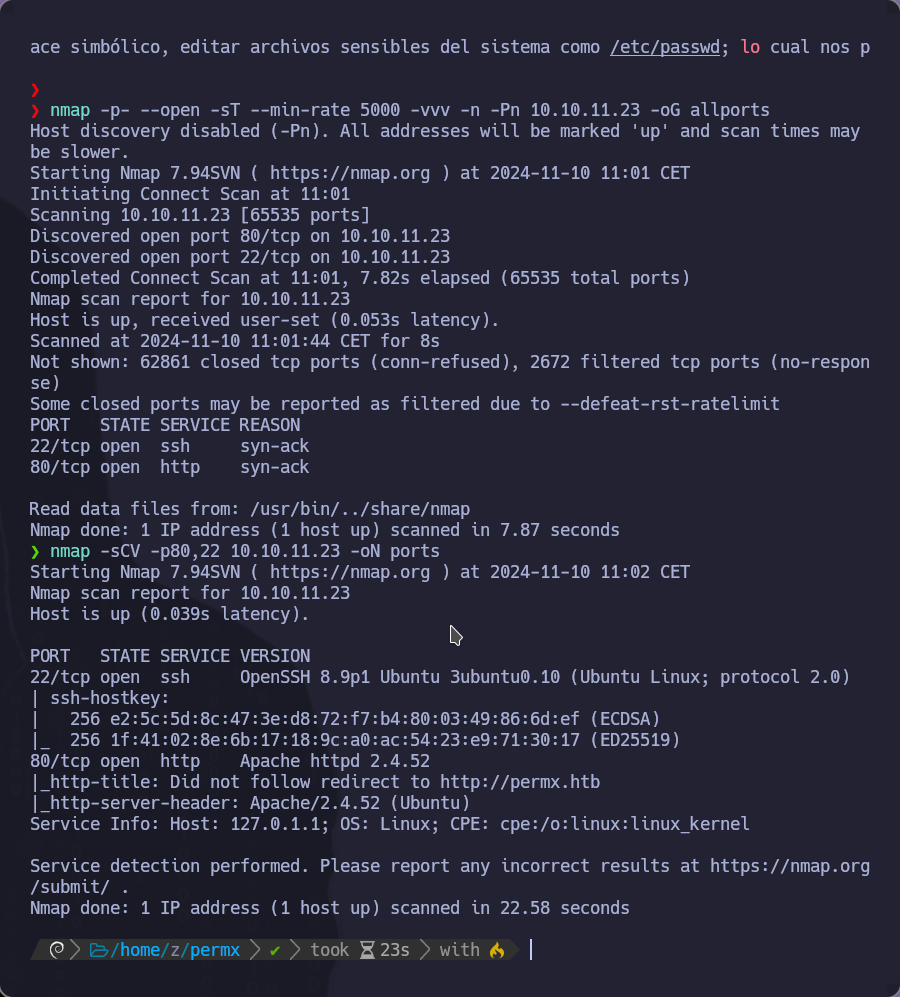 ace simbólico, editar archivos sensibles del sistema como /etc/passwd; lo cual nos p
❯
❯ nmap -p- --open -sT --min-rate 5000 -vvv -n -Pn 10.10.11.23 -oG allports
Host discovery disabled (-Pn). All addresses will be marked 'up' and scan times may
be slower.
Starting Nmap 7.94SVN ( https://nmap.org ) at 2024-11-10 11:01 CET
Initiating Connect Scan at 11:01
Scanning 10.10.11.23 [65535 ports]
Discovered open port 80/tcp on 10.10.11.23
Discovered open port 22/tcp on 10.10.11.23
Completed Connect Scan at 11:01, 7.82s elapsed (65535 total ports)
Nmap scan report for 10.10.11.23
Host is up, received user-set (0.053s latency).
Scanned at 2024-11-10 11:01:44 CET for 8s
Not shown: 62861 closed tcp ports (conn-refused), 2672 filtered tcp ports (no-respon
se)
Some closed ports may be reported as filtered due to --defeat-rst-ratelimit
PORT   STATE SERVICE REASON
22/tcp open  ssh     syn-ack
80/tcp open  http    syn-ack
Read data files from: /usr/bin/../share/nmap
Nmap done: 1 IP address (1 host up) scanned in 7.87 seconds
❯ nmap -sCV -p80,22 10.10.11.23 -oN ports
Starting Nmap 7.94SVN ( https://nmap.org ) at 2024-11-10 11:02 CET
Nmap scan report for 10.10.11.23
Host is up (0.039s latency).
PORT   STATE SERVICE VERSION
22/tcp open  ssh     OpenSSH 8.9p1 Ubuntu 3ubuntu0.10 (Ubuntu Linux; protocol 2.0)
| ssh-hostkey:
|   256 e2:5c:5d:8c:47:3e:d8:72:f7:b4:80:03:49:86:6d:ef (ECDSA)
|_  256 1f:41:02:8e:6b:17:18:9c:a0:ac:54:23:e9:71:30:17 (ED25519)
80/tcp open  http    Apache httpd 2.4.52
|_http-title: Did not follow redirect to http://permx.htb
|_http-server-header: Apache/2.4.52 (Ubuntu)
Service Info: Host: 127.0.1.1; OS: Linux; CPE: cpe:/o:linux:linux_kernel
Service detection performed. Please report any incorrect results at https://nmap.org
/submit/ .
Nmap done: 1 IP address (1 host up) scanned in 22.58 seconds
/home/z/permx ✔ took 23s with